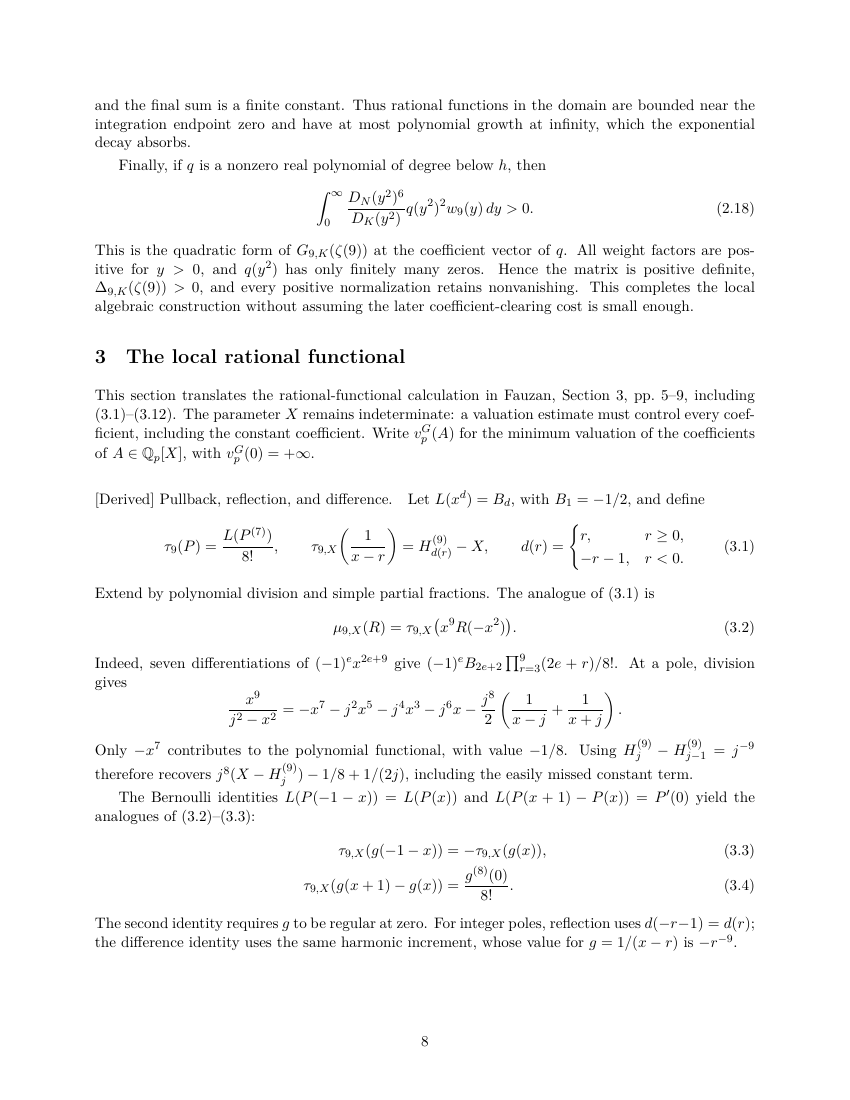 and the final sum is a finite constant. Thus rational functions in the domain are bounded near the
integration endpoint zero and have at most polynomial growth at infinity, which the exponential
decay absorbs.
Finally, if q is a nonzero real polynomial of degree below h, then
∫_0^∞ \frac{D_N(y^2)^6}{D_K(y^2)} q(y^2)^2 w_9(y) dy > 0. (2.18)
This is the quadratic form of G_{9,K}(ζ(9)) at the coefficient vector of q. All weight factors are pos-
itive for y > 0, and q(y^2) has only finitely many zeros. Hence the matrix is positive definite,
Δ_{9,K}(ζ(9)) > 0, and every positive normalization retains nonvanishing. This completes the local
algebraic construction without assuming the later coefficient-clearing cost is small enough.
3 The local rational functional
This section translates the rational-functional calculation in Fauzan, Section 3, pp. 5–9, including
(3.1)–(3.12). The parameter X remains indeterminate: a valuation estimate must control every coef-
ficient, including the constant coefficient. Write v_p^G(A) for the minimum valuation of the coefficients
of A ∈ ℚ_p[X], with v_p^G(0) = +∞.
[Derived] Pullback, reflection, and difference. Let L(x^d) = B_d, with B_1 = −1/2, and define
τ_9(P) = \frac{L(P^{(7)})}{8!}, τ_{9,X}(\frac{1}{x − r}) = H_{d(r)}^{(9)} − X, d(r) = { r, r ≥ 0, −r − 1, r < 0. (3.1)
Extend by polynomial division and simple partial fractions. The analogue of (3.1) is
μ_{9,X}(R) = τ_{9,X}(x^9 R(−x^2)). (3.2)
Indeed, seven differentiations of (−1)^e x^{2e+9} give (−1)^e B_{2e+2} ∏_{r=3}^9 (2e + r)/8!. At a pole, division
gives
\frac{x^9}{j^2 − x^2} = −x^7 − j^2x^5 − j^4x^3 − j^6x − \frac{j^8}{2} (\frac{1}{x − j} + \frac{1}{x + j}).
Only −x^7 contributes to the polynomial functional, with value −1/8. Using H_j^{(9)} − H_{j−1}^{(9)} = j^{−9}
therefore recovers j^8(X − H_j^{(9)}) − 1/8 + 1/(2j), including the easily missed constant term.
The Bernoulli identities L(P(−1 − x)) = L(P(x)) and L(P(x + 1) − P(x)) = P′(0) yield the
analogues of (3.2)–(3.3):
τ_{9,X}(g(−1 − x)) = −τ_{9,X}(g(x)), (3.3)
τ_{9,X}(g(x + 1) − g(x)) = \frac{g^{(8)}(0)}{8!}. (3.4)
The second identity requires g to be regular at zero. For integer poles, reflection uses d(−r−1) = d(r);
the difference identity uses the same harmonic increment, whose value for g = 1/(x − r) is −r^{−9}.
8